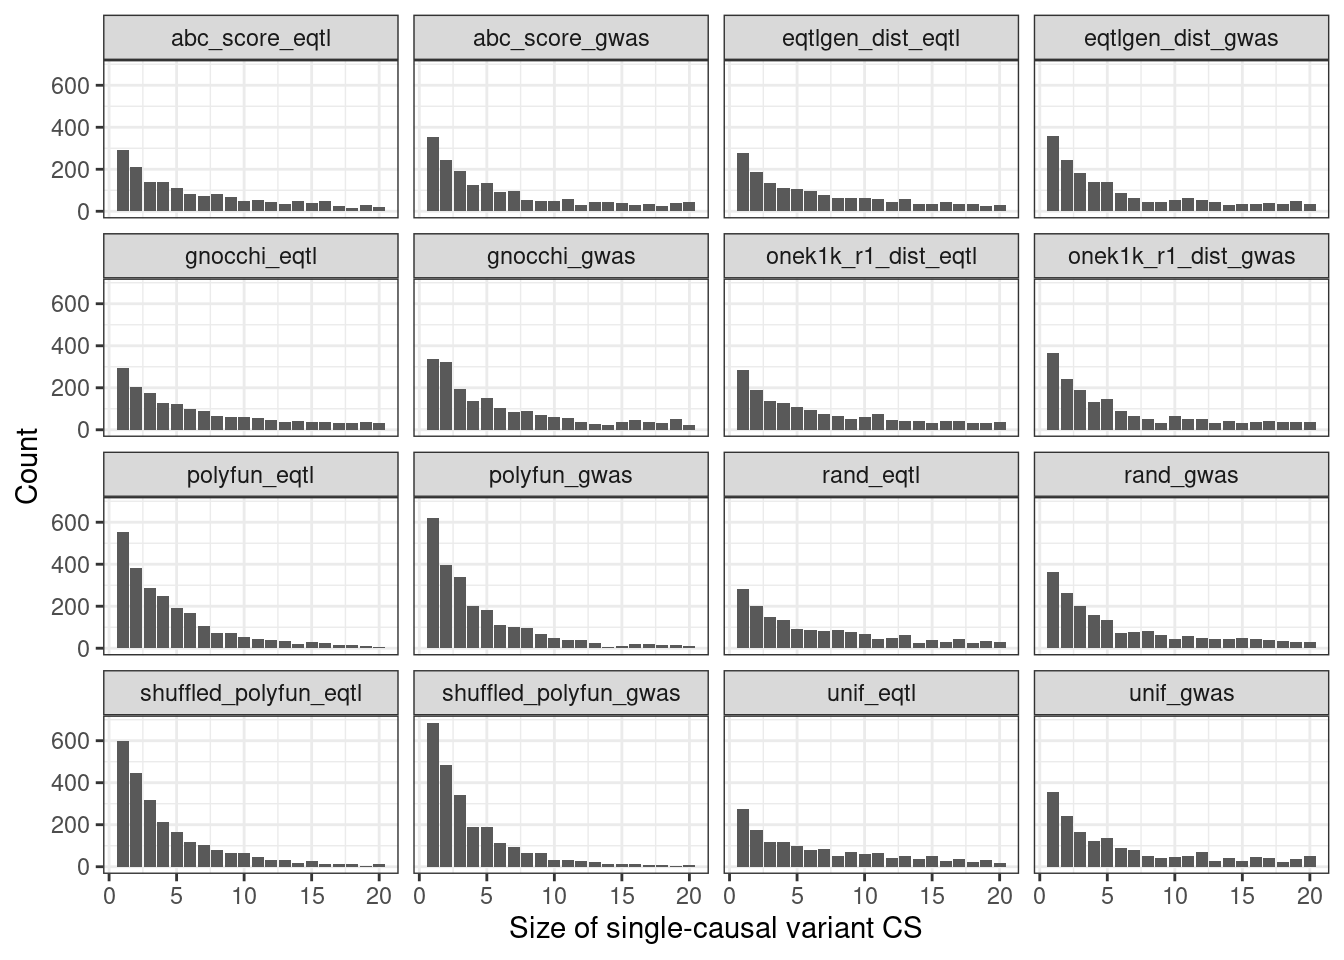 abc_score_eqtl
abc_score_gwas
eqtlgen_dist_eqtl
eqtlgen_dist_gwas
600
400
200
0
gnocchi_eqtl
gnocchi_gwas
onek1k_r1_dist_eqtl
onek1k_r1_dist_gwas
600
400
200
0
Count
polyfun_eqtl
polyfun_gwas
rand_eqtl
rand_gwas
600
400
200
0
shuffled_polyfun_eqtl
shuffled_polyfun_gwas
unif_eqtl
unif_gwas
600
400
200
0
0 5 10 15 20
0 5 10 15 20
0 5 10 15 20
0 5 10 15 20
Size of single-causal variant CS